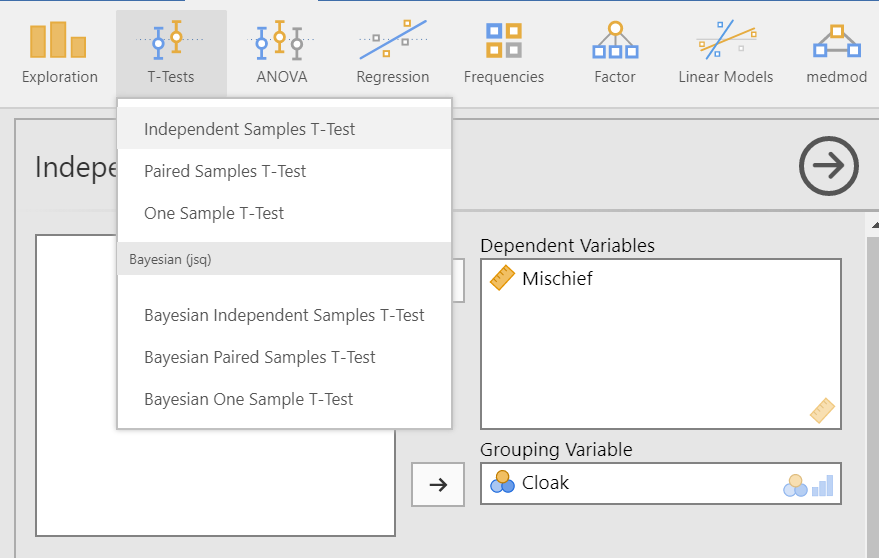 Exploration
T-Tests
ANOVA
Regression
Frequencies
Factor
Linear Models
medmod
Independent Samples T-Test
Paired Samples T-Test
One Sample T-Test
Bayesian (jsq)
Bayesian Independent Samples T-Test
Bayesian Paired Samples T-Test
Bayesian One Sample T-Test
Indepe
Dependent Variables
Mischief
Grouping Variable
Cloak